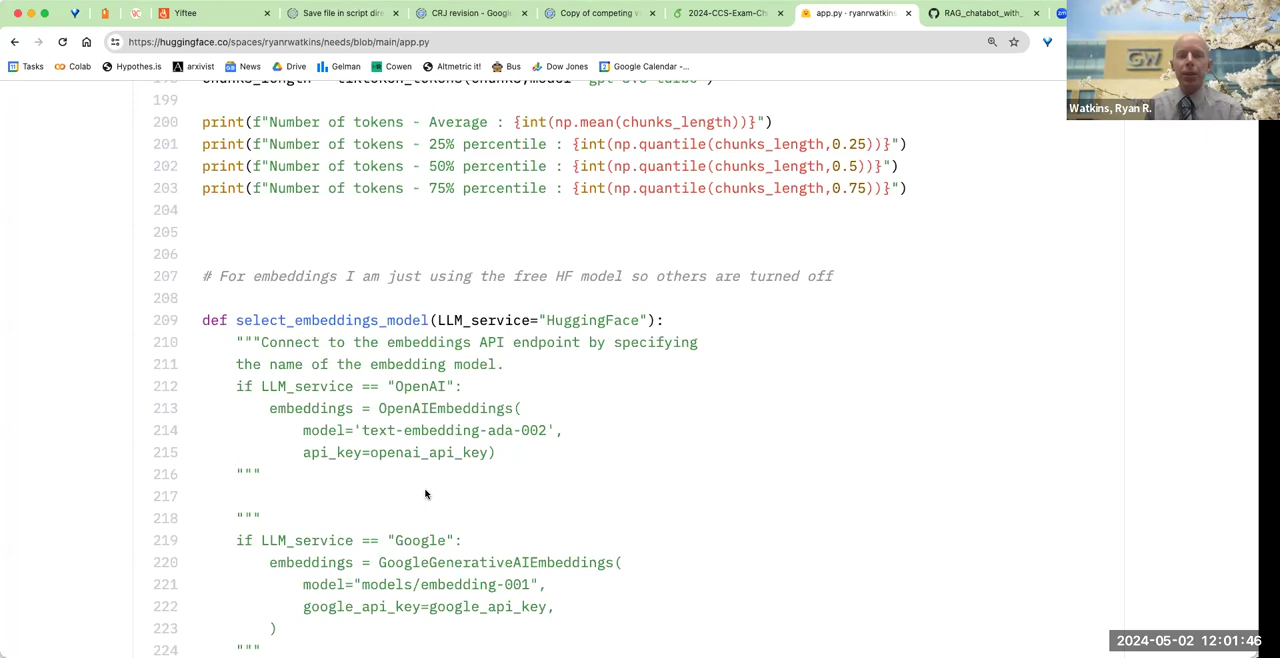 Yiftee
Save file in script dire
CRJ revision - Googl
Copy of competing v
2024-CCS-Exam-Ch
app.py · ryanrwatkins
RAG_chatabot_with_
https://huggingface.co/spaces/ryanrwatkins/needs/blob/main/app.py
Tasks
Colab
Hypothes.is
arxivist
News
Drive
Gelman
Cowen
Altmetric it!
Bus
Dow Jones
Google Calendar -...
GW
Watkins, Ryan R.
199
200 print(f"Number of tokens - Average : {int(np.mean(chunks_length))}")
201 print(f"Number of tokens - 25% percentile : {int(np.quantile(chunks_length,0.25))}")
202 print(f"Number of tokens - 50% percentile : {int(np.quantile(chunks_length,0.5))}")
203 print(f"Number of tokens - 75% percentile : {int(np.quantile(chunks_length,0.75))}")
204
205
206
207 # For embeddings I am just using the free HF model so others are turned off
208
209 def select_embeddings_model(LLM_service="HuggingFace"):
210 """Connect to the embeddings API endpoint by specifying
211 the name of the embedding model.
212 if LLM_service == "OpenAI":
213 embeddings = OpenAIEmbeddings(
214 model='text-embedding-ada-002',
215 api_key=openai_api_key)
216 """
217
218 """
219 if LLM_service == "Google":
220 embeddings = GoogleGenerativeAIEmbeddings(
221 model="models/embedding-001",
222 google_api_key=google_api_key,
223 )
224 """
2024-05-02 12:01:46